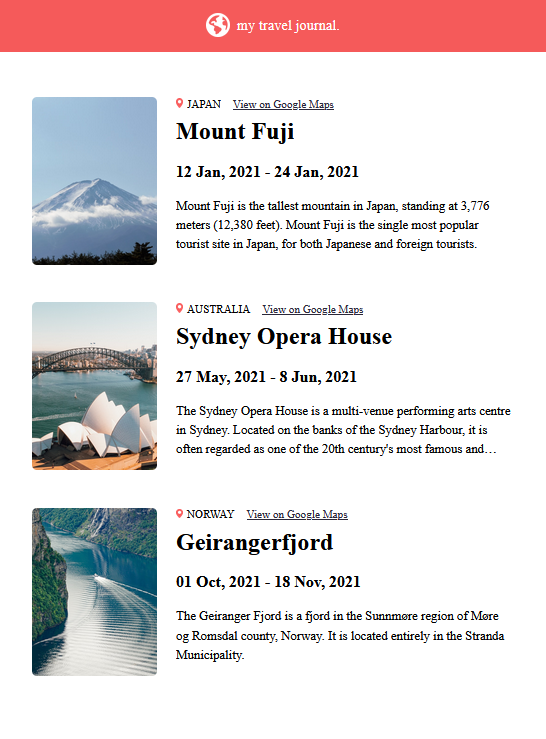 my travel journal.
JAPAN View on Google Maps
Mount Fuji
12 Jan, 2021 - 24 Jan, 2021
Mount Fuji is the tallest mountain in Japan, standing at 3,776
meters (12,380 feet). Mount Fuji is the single most popular
tourist site in Japan, for both Japanese and foreign tourists.
AUSTRALIA View on Google Maps
Sydney Opera House
27 May, 2021 - 8 Jun, 2021
The Sydney Opera House is a multi-venue performing arts centre
in Sydney. Located on the banks of the Sydney Harbour, it is
often regarded as one of the 20th century's most famous and…
NORWAY View on Google Maps
Geirangerfjord
01 Oct, 2021 - 18 Nov, 2021
The Geiranger Fjord is a fjord in the Sunnmøre region of Møre
og Romsdal county, Norway. It is located entirely in the Stranda
Municipality.